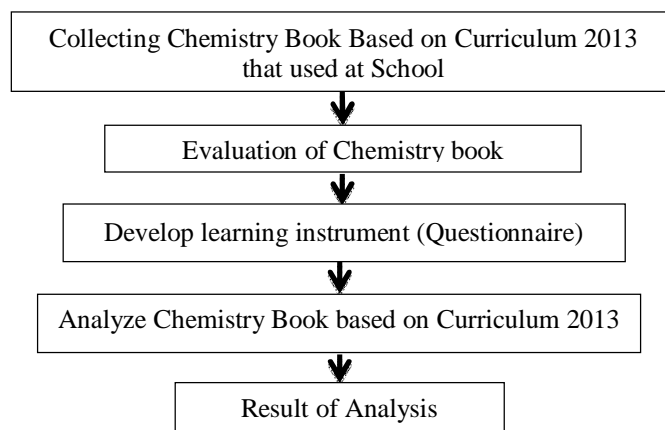 Collecting Chemistry Book Based on Curriculum 2013
that used at School
Evaluation of Chemistry book
Develop learning instrument (Questionnaire)
Analyze Chemistry Book based on Curriculum 2013
Result of Analysis